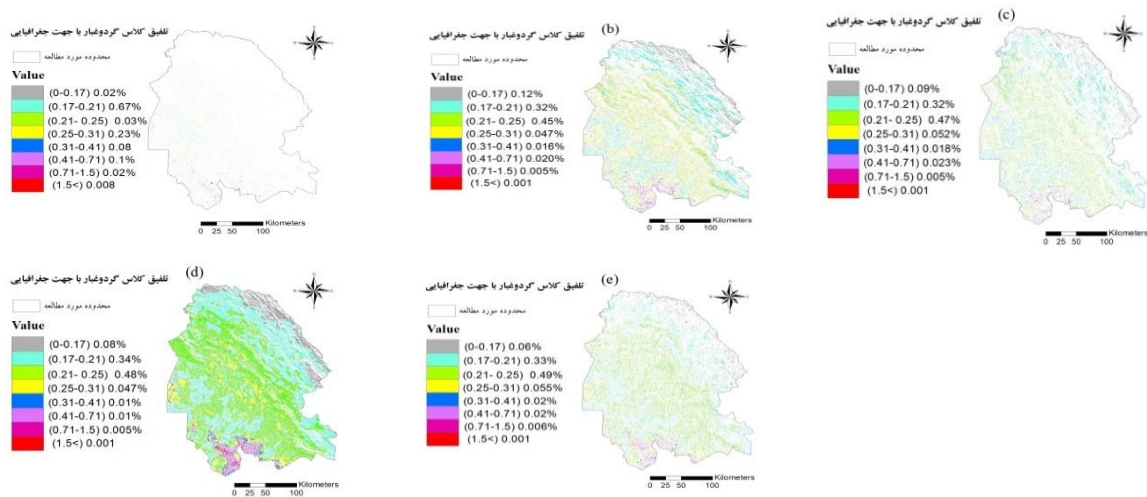 تلفیق کلاس گردوغبار با جهت جغرافیایی
محدوده مورد مطالعه
Value
(0-0.17) 0.02%
(0.17-0.21) 0.67%
(0.21- 0.25) 0.03%
(0.25-0.31) 0.23%
(0.31-0.41) 0.08
(0.41-0.71) 0.1%
(0.71-1.5) 0.02%
(1.5<) 0.008
Kilometers
0 25 50 100
(b)
تلفیق کلاس گردوغبار با جهت جغرافیایی
محدوده مورد مطالعه
Value
(0-0.17) 0.12%
(0.17-0.21) 0.32%
(0.21- 0.25) 0.45%
(0.25-0.31) 0.047%
(0.31-0.41) 0.016%
(0.41-0.71) 0.020%
(0.71-1.5) 0.005%
(1.5<) 0.001
Kilometers
0 25 50 100
(c)
تلفیق کلاس گردوغبار با جهت جغرافیایی
محدوده مورد مطالعه
Value
(0-0.17) 0.09%
(0.17-0.21) 0.32%
(0.21- 0.25) 0.47%
(0.25-0.31) 0.052%
(0.31-0.41) 0.018%
(0.41-0.71) 0.023%
(0.71-1.5) 0.005%
(1.5<) 0.001
Kilometers
0 25 50 100
(d)
تلفیق کلاس گردوغبار با جهت جغرافیایی
محدوده مورد مطالعه
Value
(0-0.17) 0.08%
(0.17-0.21) 0.34%
(0.21- 0.25) 0.48%
(0.25-0.31) 0.047%
(0.31-0.41) 0.01%
(0.41-0.71) 0.01%
(0.71-1.5) 0.005%
(1.5<) 0.001
Kilometers
0 25 50 100
(e)
تلفیق کلاس گردوغبار با جهت جغرافیایی
محدوده مورد مطالعه
Value
(0-0.17) 0.06%
(0.17-0.21) 0.33%
(0.21- 0.25) 0.49%
(0.25-0.31) 0.055%
(0.31-0.41) 0.02%
(0.41-0.71) 0.02%
(0.71-1.5) 0.006%
(1.5<) 0.001
Kilometers
0 25 50 100